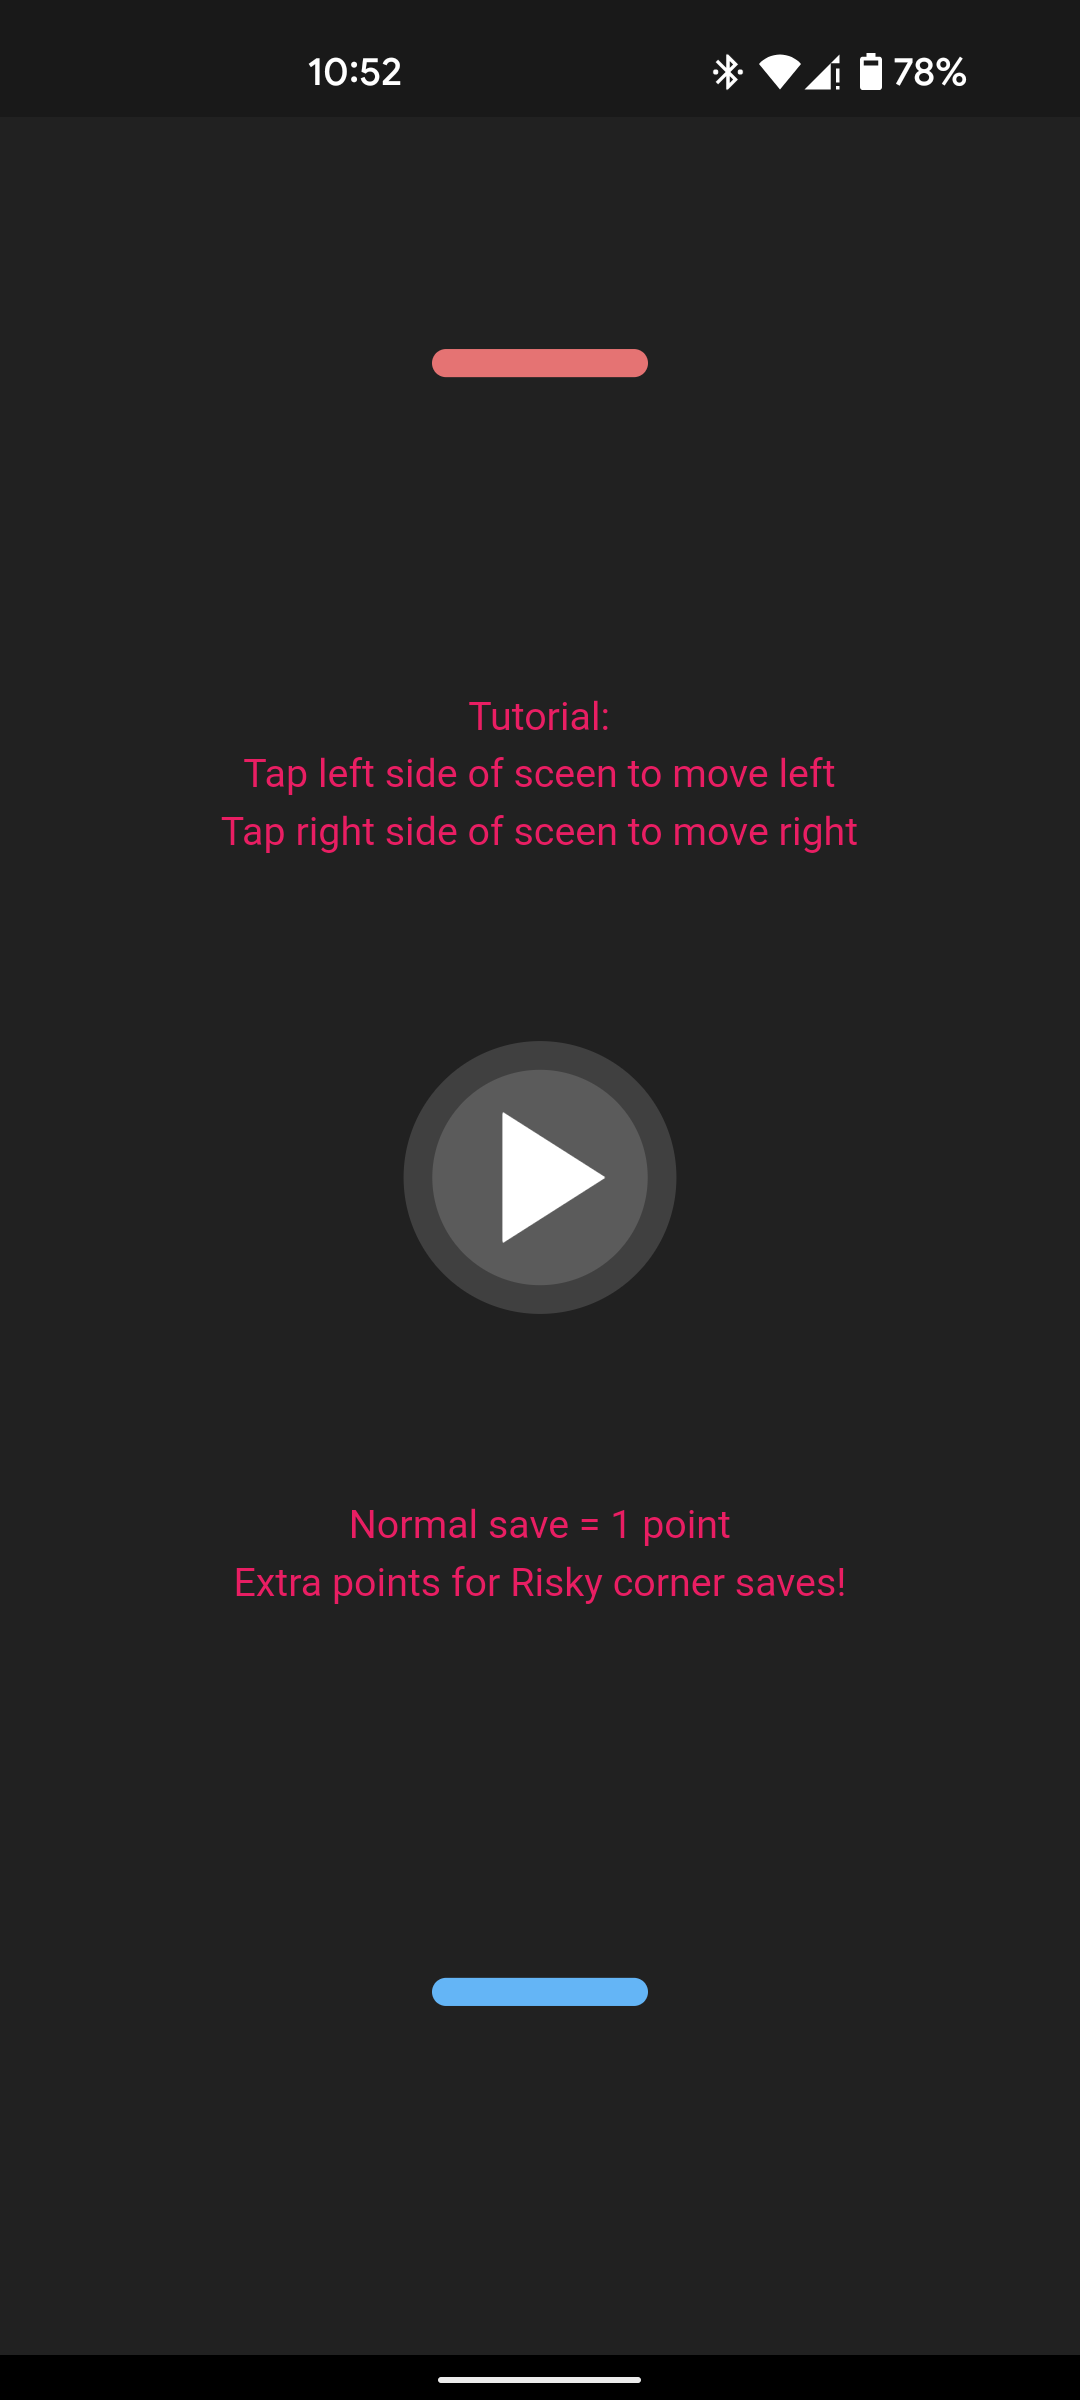 10:52
78%
Tutorial:
Tap left side of sceen to move left
Tap right side of sceen to move right
Normal save = 1 point
Extra points for Risky corner saves!